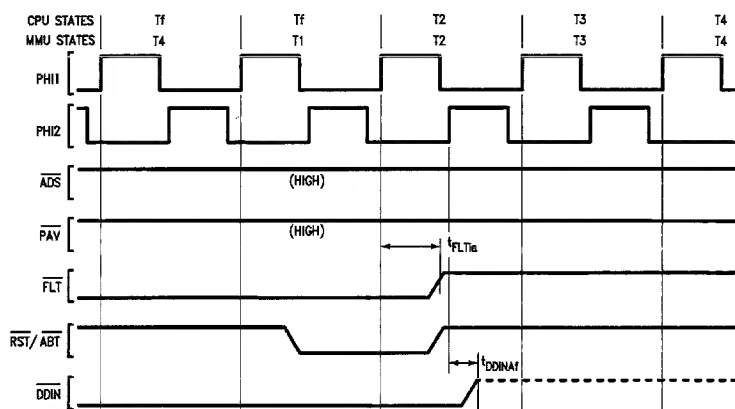 CPU STATES Tf Tf T2 T3 T4
MMU STATES T4 T1 T2 T3 T4
PHI1
PHI2
ADS (HIGH)
PAV (HIGH)
tFLTia
FLT
RST/ABT
tDDINAf
DDIN